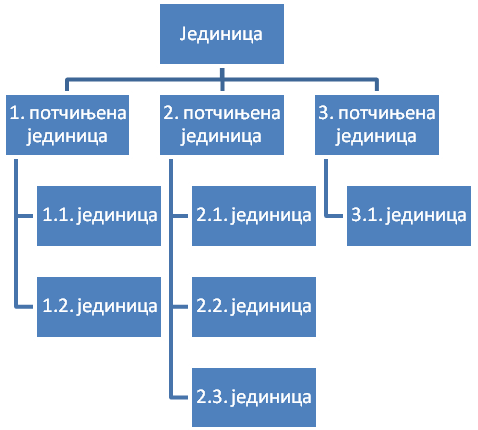 Јединица
1. потчињена
јединица
2. потчињена
јединица
3. потчињена
јединица
1.1. јединица
2.1. јединица
3.1. јединица
1.2. јединица
2.2. јединица
2.3. јединица